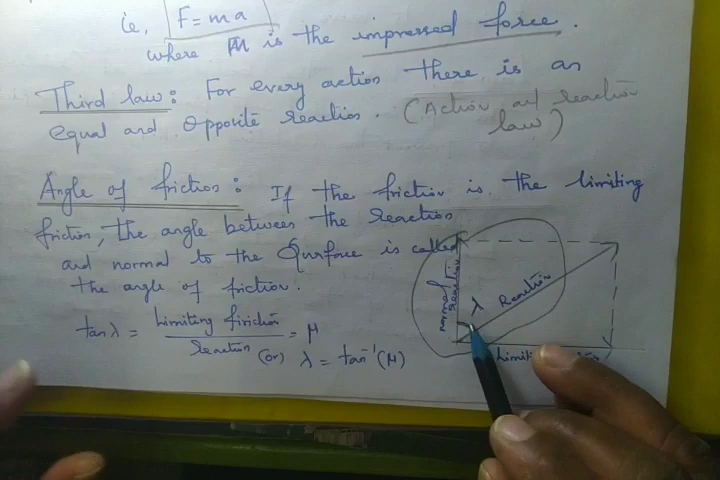 ie, F = ma
where M is the impressed force.
Third law: For every action there is an
equal and opposite reaction. (Action and reaction
law)
Angle of friction: If the friction is the limiting
friction, the angle between the reaction
and normal to the Surface is called
the angle of friction.
tan λ = Limiting friction / reaction = μ
(or) λ = tan⁻¹(μ)
normal reaction
λ
Reaction
Limiting